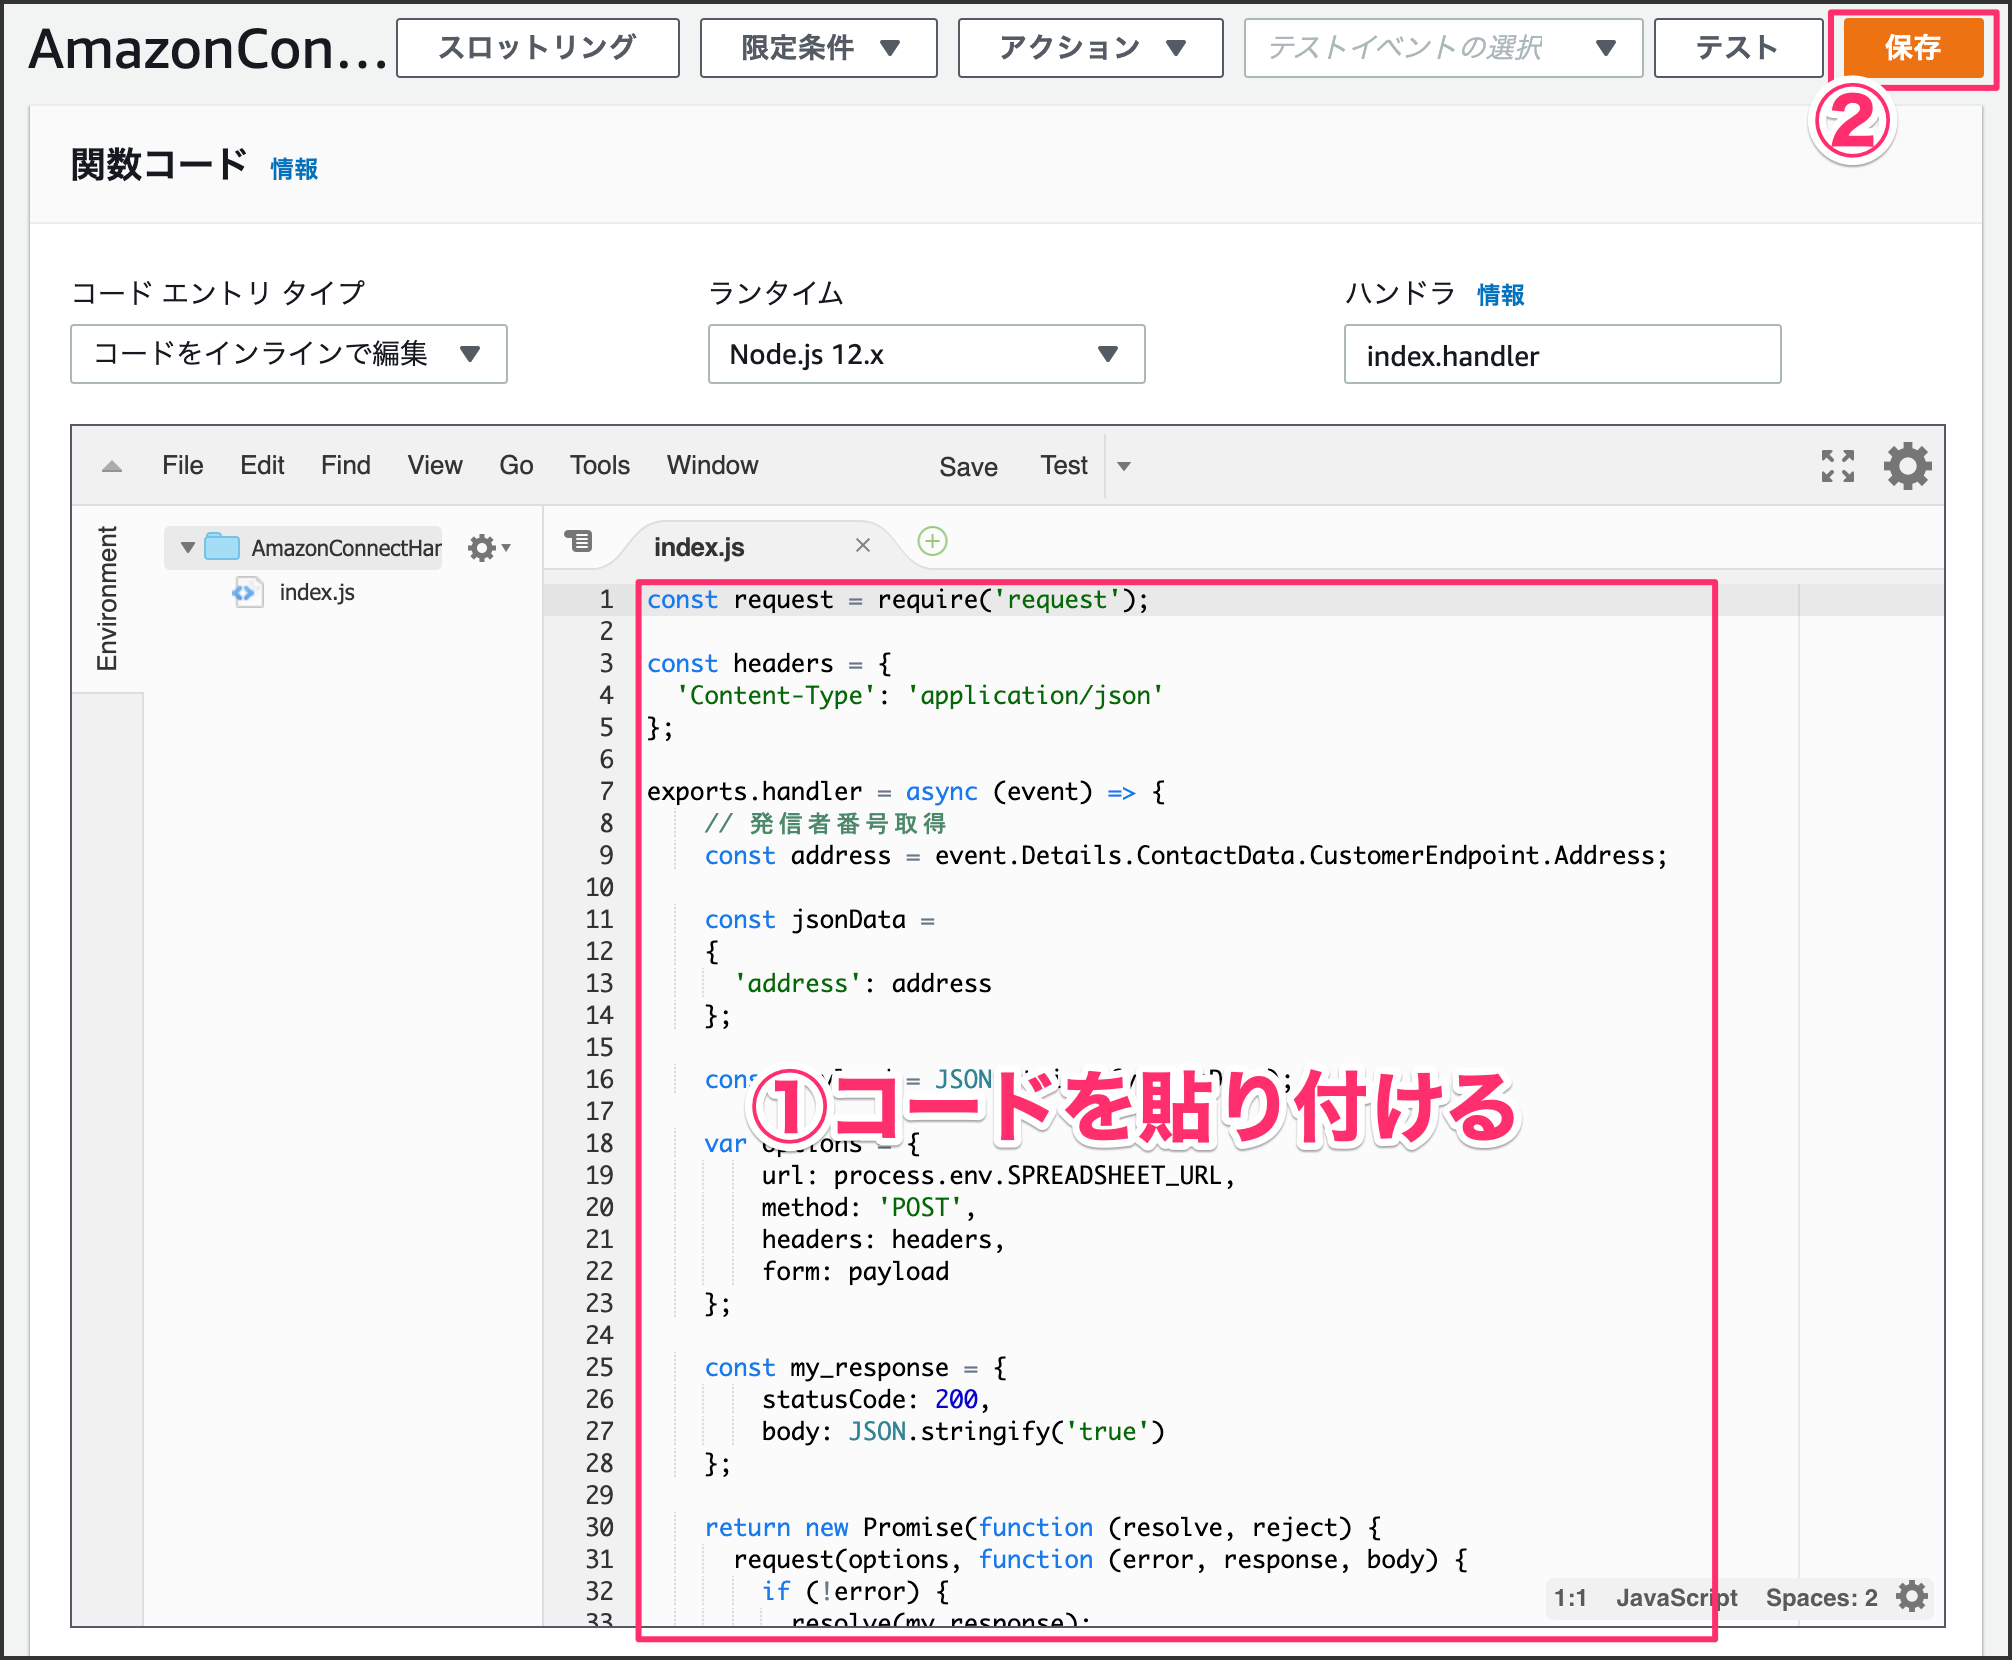 AmazonCon...
スロットリング
限定条件
アクション
テストイベントの選択
テスト
保存
②
関数コード 情報
コード エントリ タイプ
ランタイム
ハンドラ 情報
コードをインラインで編集
Node.js 12.x
index.handler
File Edit Find View Go Tools Window Save Test
Environment
AmazonConnectHar
index.js
index.js
1 const request = require('request');
2
3 const headers = {
4 'Content-Type': 'application/json'
5 };
6
7 exports.handler = async (event) => {
8 // 発信者番号取得
9 const address = event.Details.ContactData.CustomerEndpoint.Address;
10
11 const jsonData =
12 {
13 'address': address
14 };
15
16 = JSON
①コードを貼り付ける
17
18 var options = {
19 url: process.env.SPREADSHEET_URL,
20 method: 'POST',
21 headers: headers,
22 form: payload
23 };
24
25 const my_response = {
26 statusCode: 200,
27 body: JSON.stringify('true')
28 };
29
30 return new Promise(function (resolve, reject) {
31 request(options, function (error, response, body) {
32 if (!error) {
33 resolve(my_response);
1:1 JavaScript Spaces: 2